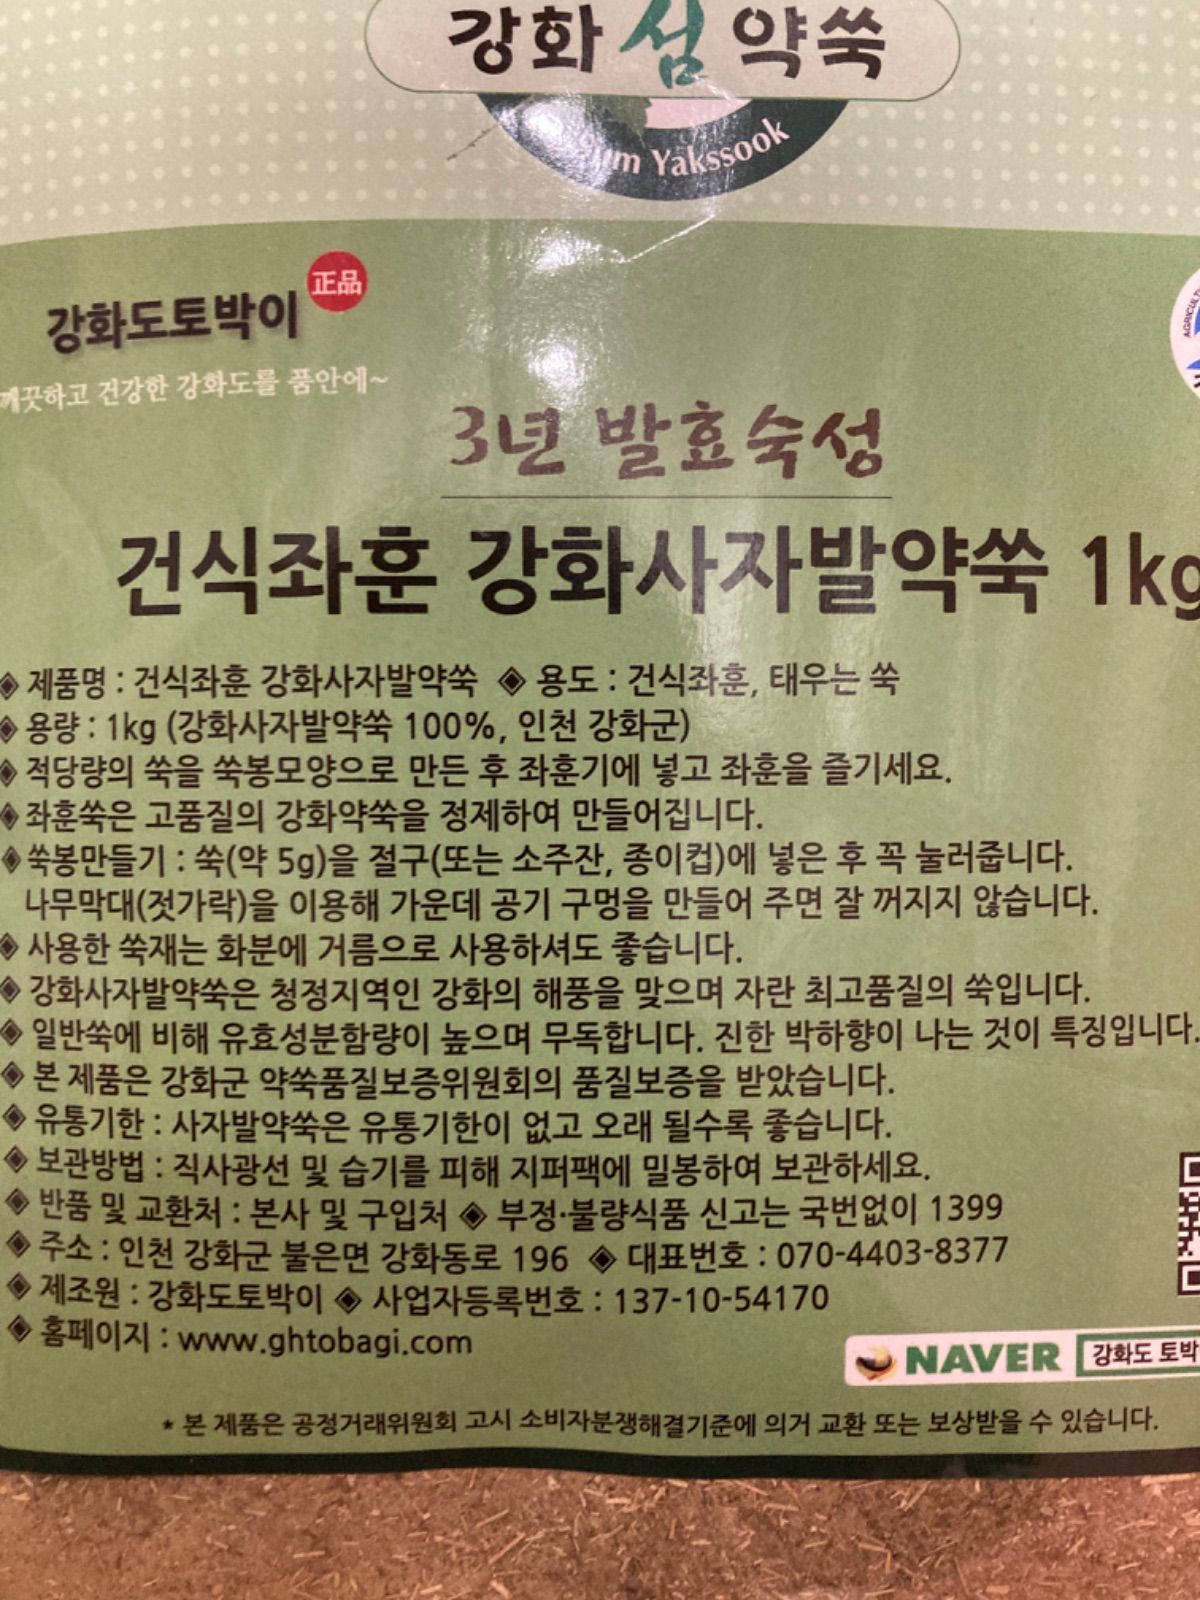 강화섬약쑥
Sum Yakssook
강화도토박이 正品
깨끗하고 건강한 강화도를 품안에~
3년 발효숙성
건식좌훈 강화사자발약쑥 1kg
◈ 제품명 : 건식좌훈 강화사자발약쑥 ◈ 용도 : 건식좌훈, 태우는 쑥
◈ 용량 : 1kg (강화사자발약쑥 100%, 인천 강화군)
◈ 적당량의 쑥을 쑥봉모양으로 만든 후 좌훈기에 넣고 좌훈을 즐기세요.
◈ 좌훈쑥은 고품질의 강화약쑥을 정제하여 만들어집니다.
◈ 쑥봉만들기 : 쑥(약 5g)을 절구(또는 소주잔, 종이컵)에 넣은 후 꼭 눌러줍니다.
나무막대(젓가락)을 이용해 가운데 공기 구멍을 만들어 주면 잘 꺼지지 않습니다.
◈ 사용한 쑥재는 화분에 거름으로 사용하셔도 좋습니다.
◈ 강화사자발약쑥은 청정지역인 강화의 해풍을 맞으며 자란 최고품질의 쑥입니다.
◈ 일반쑥에 비해 유효성분함량이 높으며 무독합니다. 진한 박하향이 나는 것이 특징입니다.
◈ 본 제품은 강화군 약쑥품질보증위원회의 품질보증을 받았습니다.
◈ 유통기한 : 사자발약쑥은 유통기한이 없고 오래 될수록 좋습니다.
◈ 보관방법 : 직사광선 및 습기를 피해 지퍼팩에 밀봉하여 보관하세요.
◈ 반품 및 교환처 : 본사 및 구입처 ◈ 부정·불량식품 신고는 국번없이 1399
◈ 주소 : 인천 강화군 불은면 강화동로 196 ◈ 대표번호 : 070-4403-8377
◈ 제조원 : 강화도토박이 ◈ 사업자등록번호 : 137-10-54170
◈ 홈페이지 : www.ghtobagi.com
NAVER 강화도 토박
* 본 제품은 공정거래위원회 고시 소비자분쟁해결기준에 의거 교환 또는 보상받을 수 있습니다.